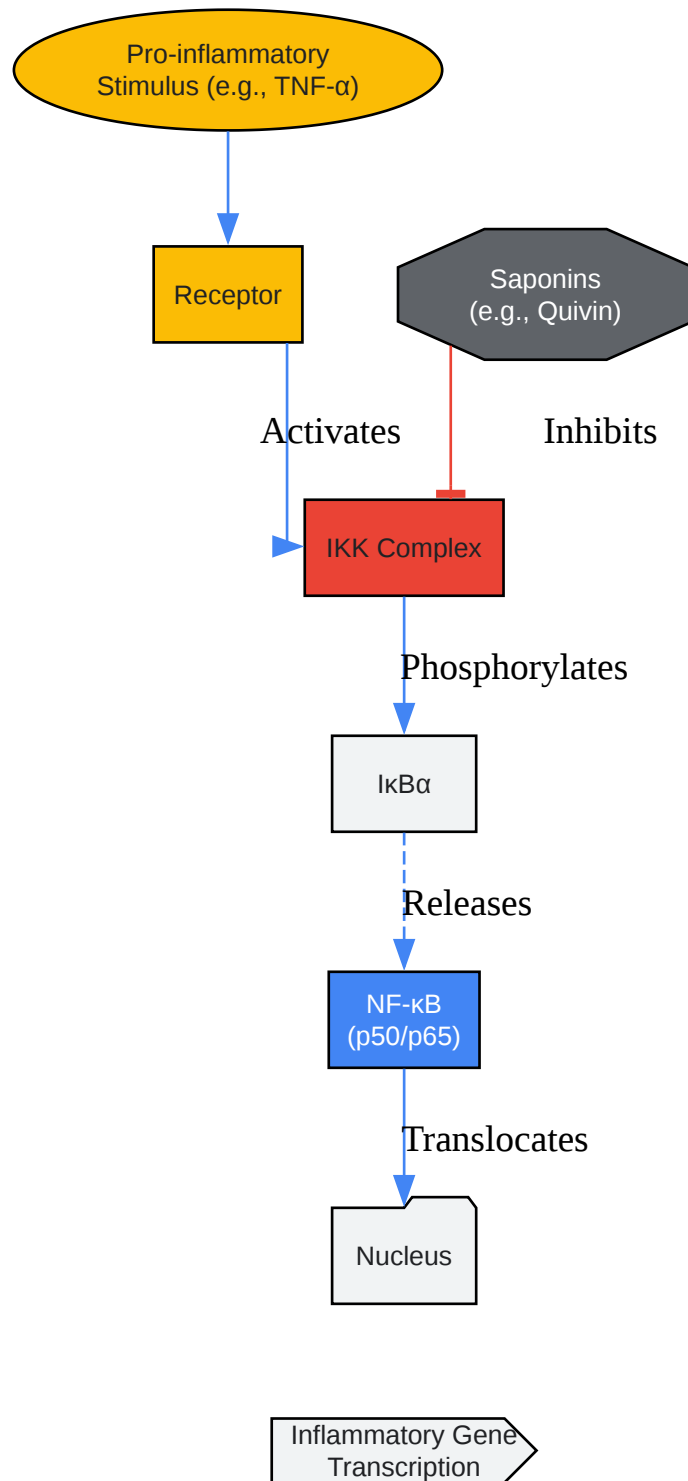 Pro-inflammatory
Stimulus (e.g., TNF-α)
Receptor
Saponins
(e.g., Quivin)
Activates
Inhibits
IKK Complex
Phosphorylates
IκBα
Releases
NF-κB
(p50/p65)
Translocates
Nucleus
Inflammatory Gene
Transcription